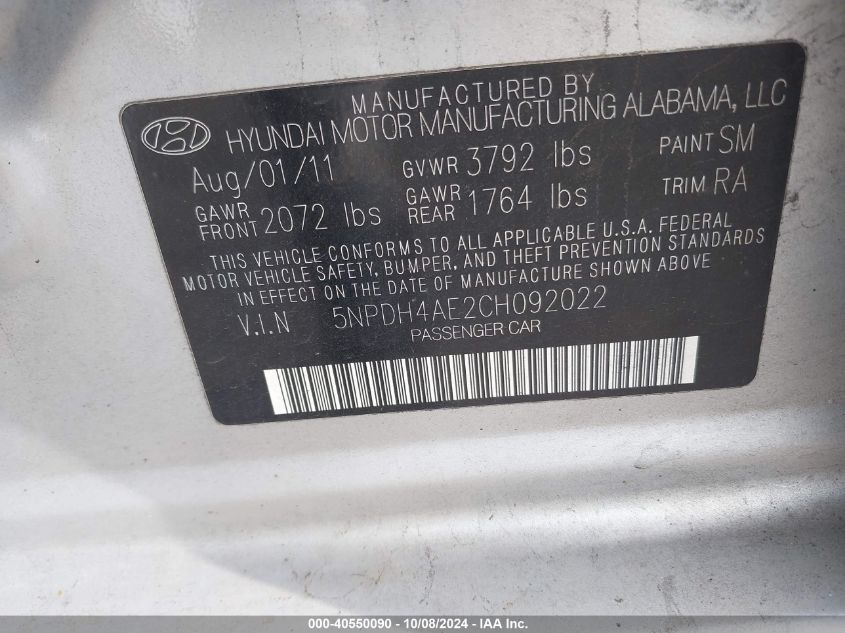 MANUFACTURED BY
HYUNDAI MOTOR MANUFACTURING ALABAMA, LLC
Aug/01/11 GVWR 3792 lbs PAINT SM
GAWR FRONT 2072 lbs GAWR REAR 1764 lbs TRIM RA
THIS VEHICLE CONFORMS TO ALL APPLICABLE U.S.A. FEDERAL
MOTOR VEHICLE SAFETY, BUMPER, AND THEFT PREVENTION STANDARDS
IN EFFECT ON THE DATE OF MANUFACTURE SHOWN ABOVE
V.I.N 5NPDH4AE2CH092022
PASSENGER CAR
000-40550090 - 10/08/2024 - IAA Inc.